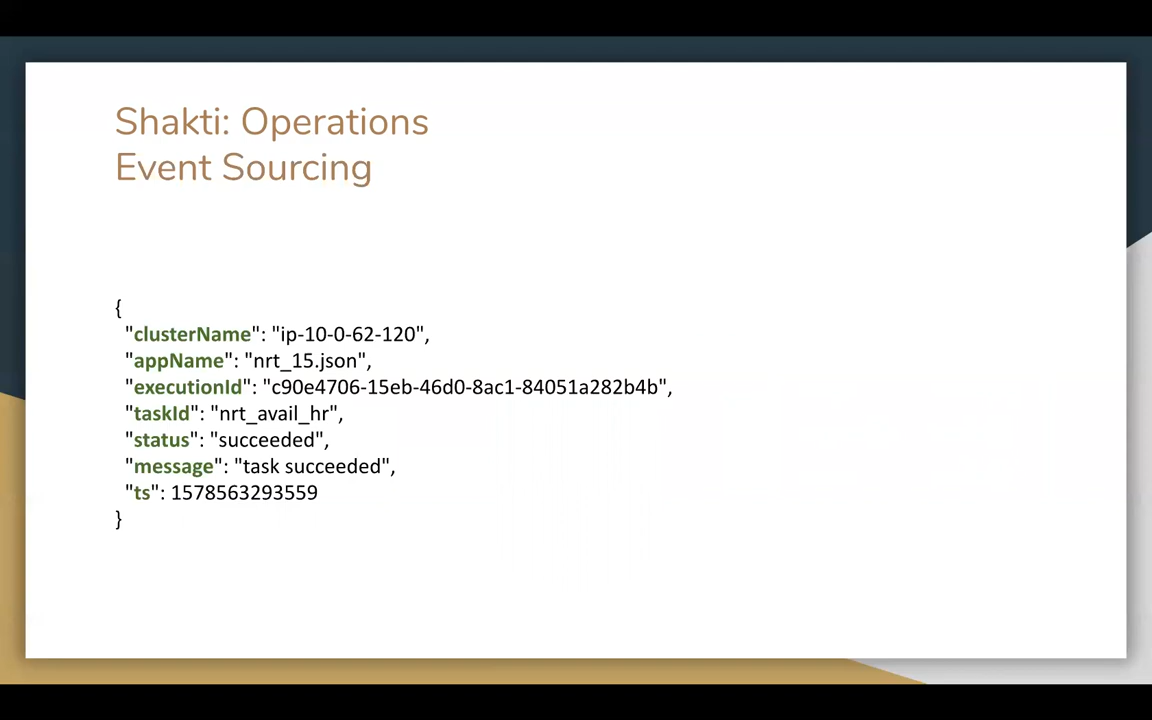 Shakti: Operations
Event Sourcing
{
"clusterName": "ip-10-0-62-120",
"appName": "nrt_15.json",
"executionId": "c90e4706-15eb-46d0-8ac1-84051a282b4b",
"taskId": "nrt_avail_hr",
"status": "succeeded",
"message": "task succeeded",
"ts": 1578563293559
}